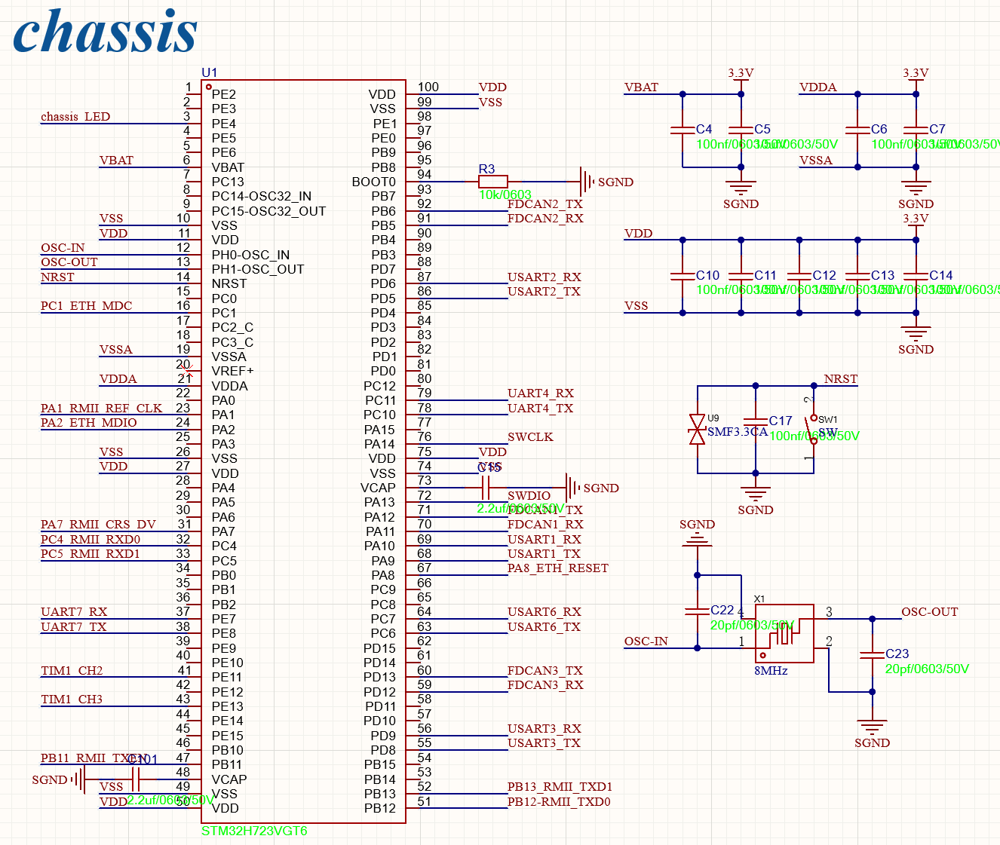 chassis
U1
1 PE2
2 PE3
chassis_LED 3 PE4
4 PE5
5 PE6
VBAT 6 VBAT
7 PC13
8 PC14-OSC32_IN
9 PC15-OSC32_OUT
VSS 10 VSS
VDD 11 VDD
OSC-IN 12 PH0-OSC_IN
OSC-OUT 13 PH1-OSC_OUT
NRST 14 NRST
15 PC0
PC1_ETH_MDC 16 PC1
17 PC2_C
18 PC3_C
VSSA 19 VSSA
20 VREF+
VDDA 21 VDDA
22 PA0
PA1_RMII_REF_CLK 23 PA1
PA2_ETH_MDIO 24 PA2
25 PA3
VSS 26 VSS
VDD 27 VDD
28 PA4
29 PA5
30 PA6
PA7_RMII_CRS_DV 31 PA7
PC4_RMII_RXD0 32 PC4
PC5_RMII_RXD1 33 PC5
34 PB0
35 PB1
36 PB2
UART7_RX 37 PE7
UART7_TX 38 PE8
39 PE9
40 PE10
TIM1_CH2 41 PE11
42 PE12
TIM1_CH3 43 PE13
44 PE14
45 PE15
46 PB10
PB11_RMII_TXEN 47 PB11
SGND C101 2.2uf/0603/50V 48 VCAP
VSS 49 VSS
VDD 50 VDD
STM32H723VGT6
VDD 100 VDD
VSS 99 VSS
PE1 98
PE0 97
PB9 96
PB8 95
BOOT0 94 R3 10k/0603 SGND
PB7 93
PB6 92 FDCAN2_TX
PB5 91 FDCAN2_RX
PB4 90
PB3 89
PD7 88
PD6 87 USART2_RX
PD5 86 USART2_TX
PD4 85
PD3 84
PD2 83
PD1 82
PD0 81
PC12 80
PC11 79 UART4_RX
PC10 78 UART4_TX
PA15 77
PA14 76 SWCLK
VDD 75 VDD
VSS 74 VSS
VCAP 73 C15 2.2uf/0603/50V SGND
PA13 72 SWDIO
PA12 71 FDCAN1_TX
PA11 70 FDCAN1_RX
PA10 69 USART1_RX
PA9 68 USART1_TX
PA8 67 PA8_ETH_RESET
PC9 66
PC8 65
PC7 64 USART6_RX
PC6 63 USART6_TX
PD15 62
PD14 61
PD13 60 FDCAN3_TX
PD12 59 FDCAN3_RX
PD11 58
PD10 57
PD9 56 USART3_RX
PD8 55 USART3_TX
PB15 54
PB14 53
PB13 52 PB13_RMII_TXD1
PB12 51 PB12-RMII_TXD0
3.3V
VBAT
C4 C5
100nf/0603/50V
SGND
3.3V
VDDA
C6 C7
100nf/0603/50V
VSSA
SGND
3.3V
VDD
C10 C11 C12 C13 C14
VSS
SGND
NRST
2
U9 C17 SW1
SMF3.3CA 100nf/0603/50V SW
1
SGND
SGND
X1
C22 4 3 OSC-OUT
20pf/0603/50V
OSC-IN 1 2
C23
20pf/0603/50V
8MHz
SGND